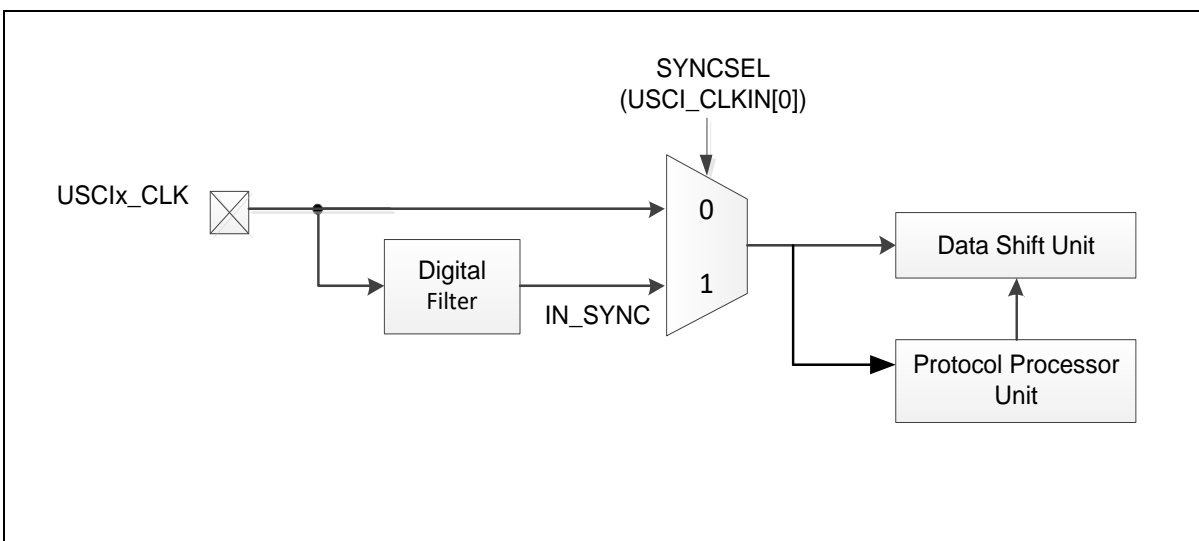 SYNCSEL
(USCI_CLKIN[0])
USCIx_CLK
0
Digital
Filter
1
IN_SYNC
Data Shift Unit
Protocol Processor
Unit